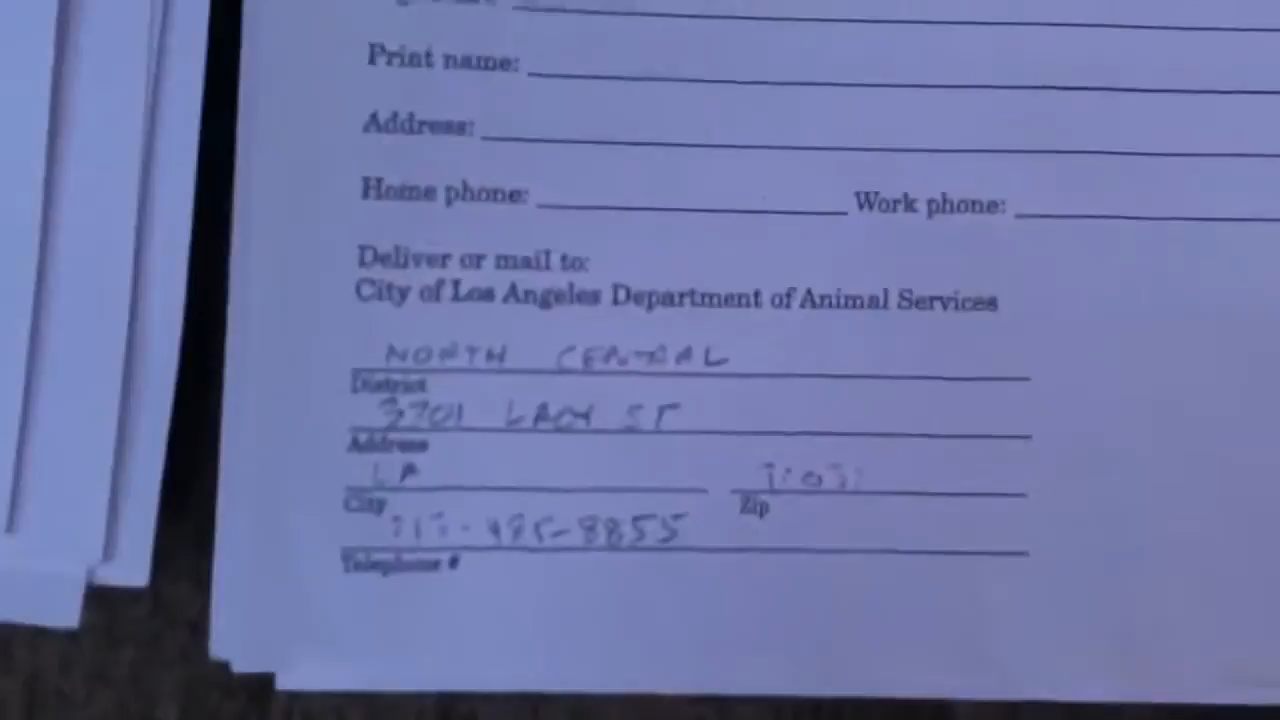 Print name:
Address:
Home phone: Work phone:
Deliver or mail to:
City of Los Angeles Department of Animal Services
NORTH CENTRAL
District
3201 LACY ST
Address
LA
City Zip
485-8855
Telephone #